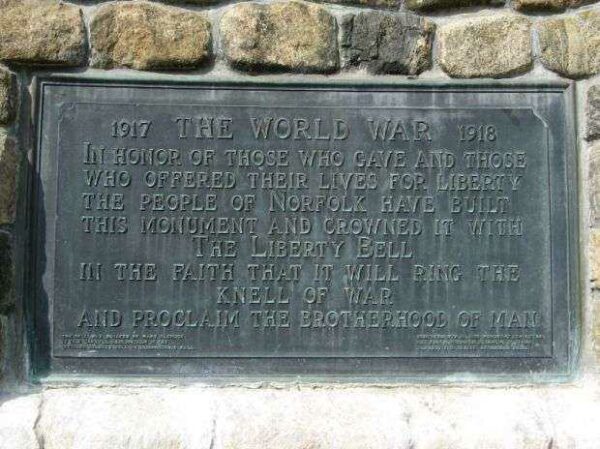 1917 THE WORLD WAR 1918
IN HONOR OF THOSE WHO GAVE AND THOSE
WHO OFFERED THEIR LIVES FOR LIBERTY
THE PEOPLE OF NORFOLK HAVE BUILT
THIS MONUMENT AND CROWNED IT WITH
THE LIBERTY BELL
IN THE FAITH THAT IT WILL RING THE
KNELL OF WAR
AND PROCLAIM THE BROTHERHOOD OF MAN